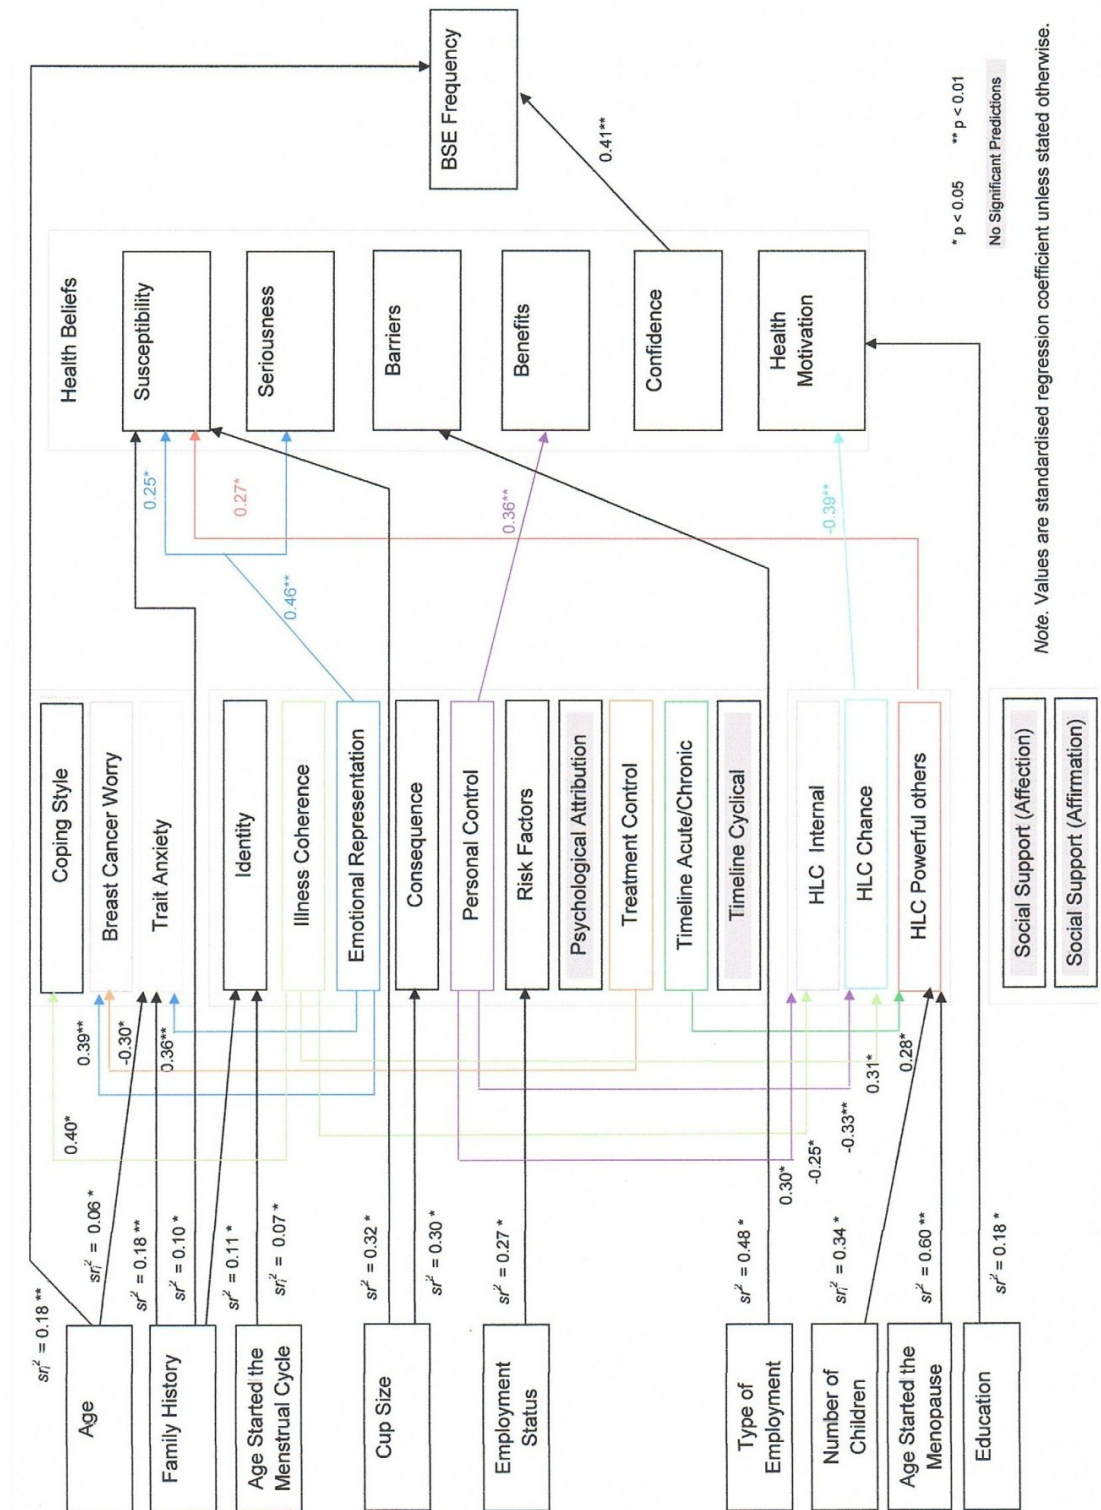 sri² = 0.18 **
sri² = 0.06 *
sr² = 0.18 **
sr² = 0.10 *
sr² = 0.11 *
sri² = 0.07 *
sr² = 0.32 *
sr² = 0.30 *
sr² = 0.27 *
sr² = 0.48 *
sri² = 0.34 *
sr² = 0.60 **
sr² = 0.18 *
Age
Family History
Age Started the
Menstrual Cycle
Cup Size
Employment
Status
Type of
Employment
Number of
Children
Age Started the
Menopause
Education
0.40*
0.39**
-0.30*
0.36**
0.30*
-0.25*
-0.33**
0.31*
0.28*
Coping Style
Breast Cancer Worry
Trait Anxiety
Identity
Illness Coherence
Emotional Representation
Consequence
Personal Control
Risk Factors
Psychological Attribution
Treatment Control
Timeline Acute/Chronic
Timeline Cyclical
HLC Internal
HLC Chance
HLC Powerful others
Social Support (Affection)
Social Support (Affirmation)
0.25*
0.27*
0.46**
0.36**
-0.39**
Health Beliefs
Susceptibility
Seriousness
Barriers
Benefits
Confidence
Health
Motivation
0.41**
BSE Frequency
* p < 0.05 ** p < 0.01
No Significant Predictions
Note. Values are standardised regression coefficient unless stated otherwise.